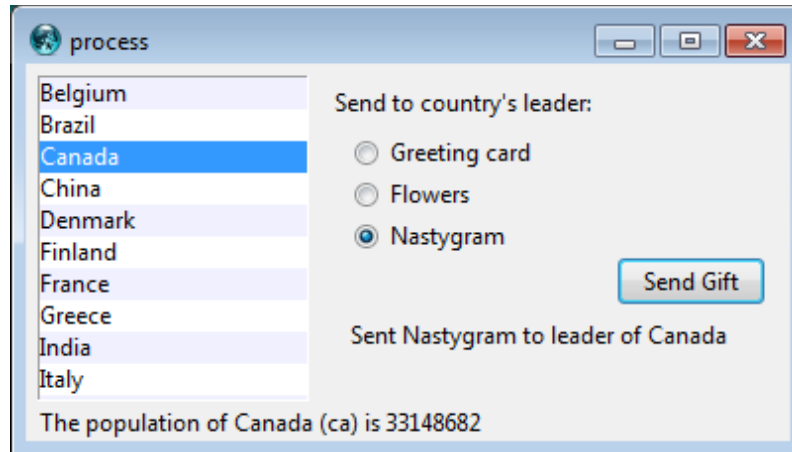 process
Belgium
Brazil
Canada
China
Denmark
Finland
France
Greece
India
Italy
Send to country's leader:
Greeting card
Flowers
Nastygram
Send Gift
Sent Nastygram to leader of Canada
The population of Canada (ca) is 33148682